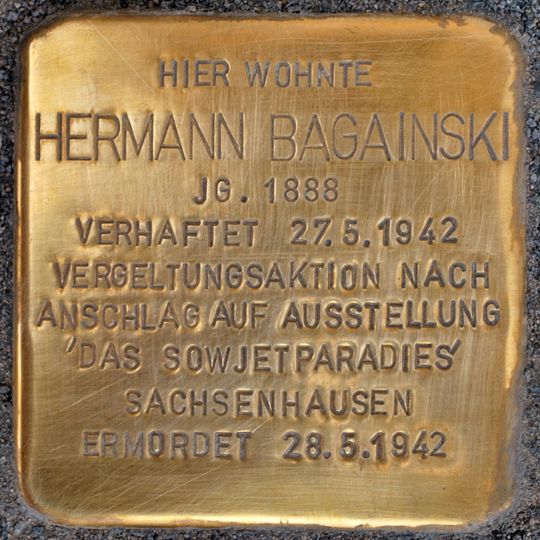 HIER WOHNTE
HERMANN BAGAINSKI
JG. 1888
VERHAFTET 27.5.1942
VERGELTUNGSAKTION NACH
ANSCHLAG AUF AUSSTELLUNG
'DAS SOWJETPARADIES'
SACHSENHAUSEN
ERMORDET 28.5.1942